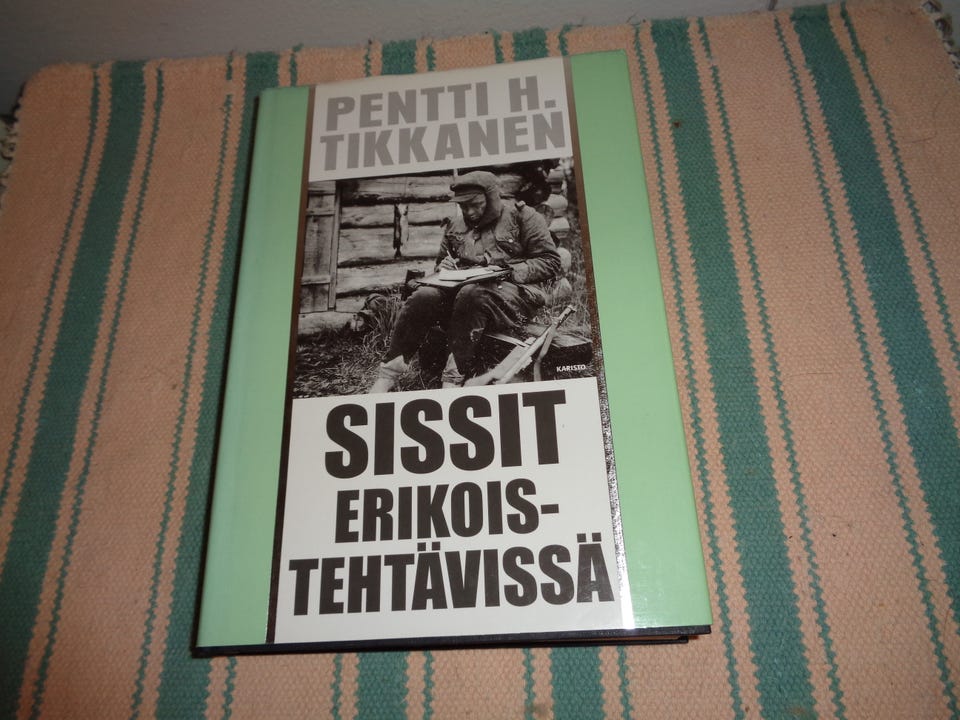 PENTTI H.
TIKKANEN
KARISTO
SISSIT
ERIKOIS-
TEHTÄVISSÄ